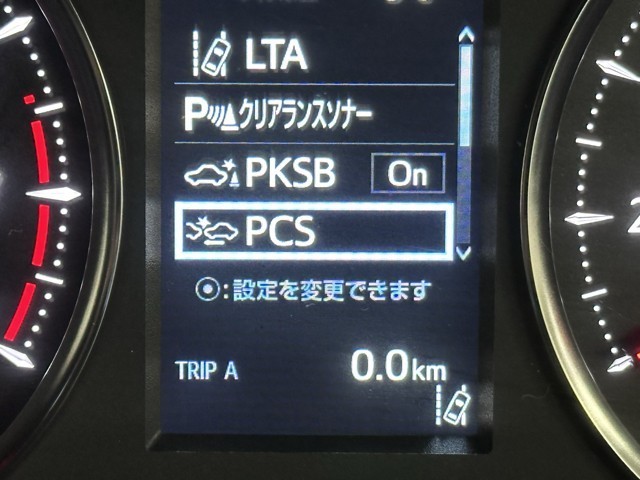 LTA
P クリアランスソナー
PKSB On
PCS
:設定を変更できます
TRIP A 0.0km